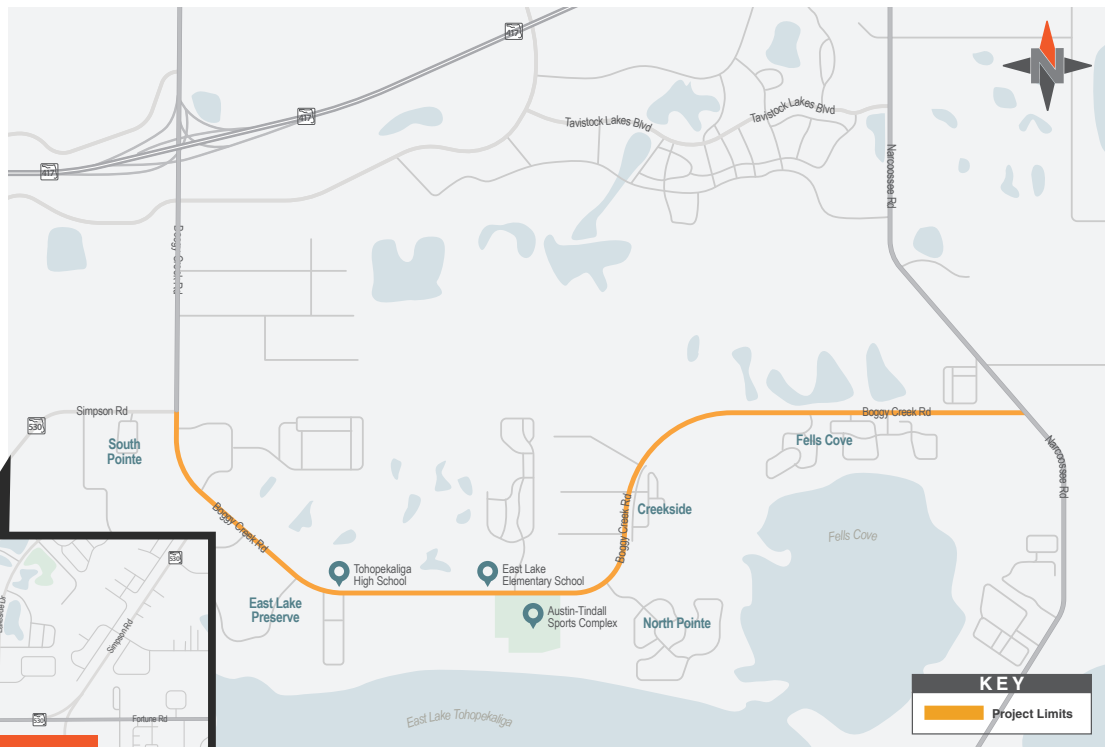 417
N
417
Tavistock Lakes Blvd
Tavistock Lakes Blvd
417
Narcoossee Rd
Boggy Creek Rd
Simpson Rd
Boggy Creek Rd
530
South
Pointe
Fells Cove
Narcoossee Rd
Boggy Creek Rd
Boggy Creek Rd
Creekside
Fells Cove
530
Tohopekaliga
High School
East Lake
Elementary School
East Lake
Preserve
Austin-Tindall
Sports Complex
North Pointe
Simpson Rd
530
Fortune Rd
East Lake Tohopekaliga
KEY
Project Limits